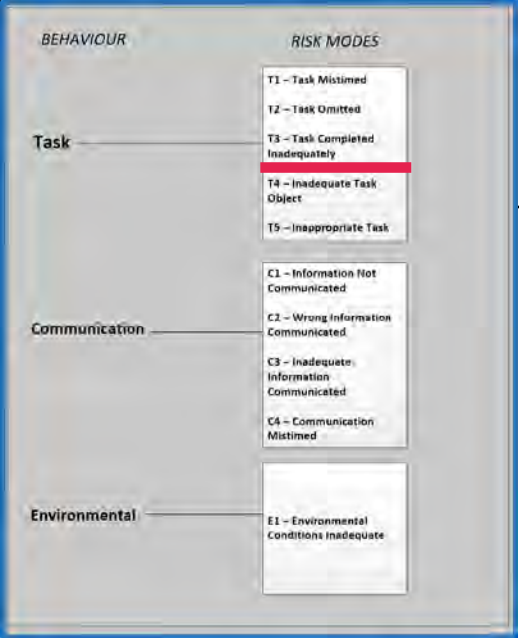 BEHAVIOUR
RISK MODES
Task
T1 – Task Mistimed
T2 – Task Omitted
T3 – Task Completed
Inadequately
T4 – Inadequate Task
Object
T5 – Inappropriate Task
Communication
C1 – Information Not
Communicated
C2 – Wrong Information
Communicated
C3 – Inadequate
Information
Communicated
C4 – Communication
Mistimed
Environmental
E1 – Environmental
Conditions Inadequate